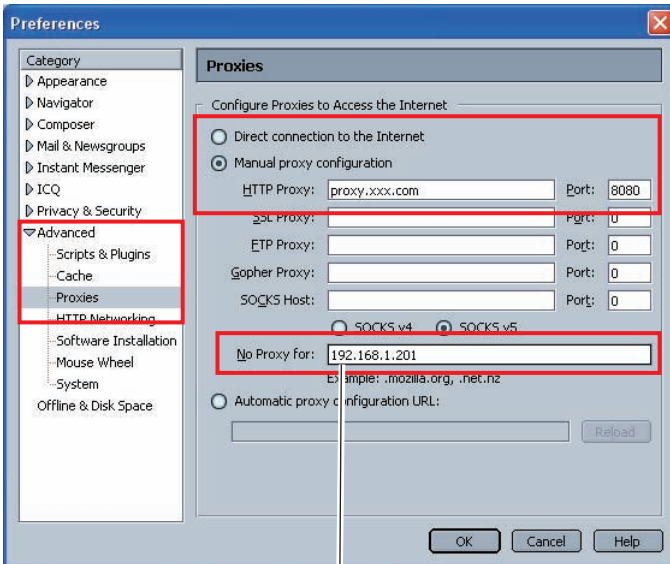 Preferences
Category
Appearance
Navigator
Composer
Mail & Newsgroups
Instant Messenger
ICQ
Privacy & Security
Advanced
Scripts & Plugins
Cache
Proxies
HTTP Networking
Software Installation
Mouse Wheel
System
Offline & Disk Space
Proxies
Configure Proxies to Access the Internet
Direct connection to the Internet
Manual proxy configuration
HTTP Proxy: proxy.xxx.com Port: 8080
SSL Proxy: Port: 0
FTP Proxy: Port: 0
Gopher Proxy: Port: 0
SOCKS Host: Port: 0
SOCKS v4 SOCKS v5
No Proxy for: 192.168.1.201
Example: .mozilla.org, .net.nz
Automatic proxy configuration URL:
Reload
OK Cancel Help